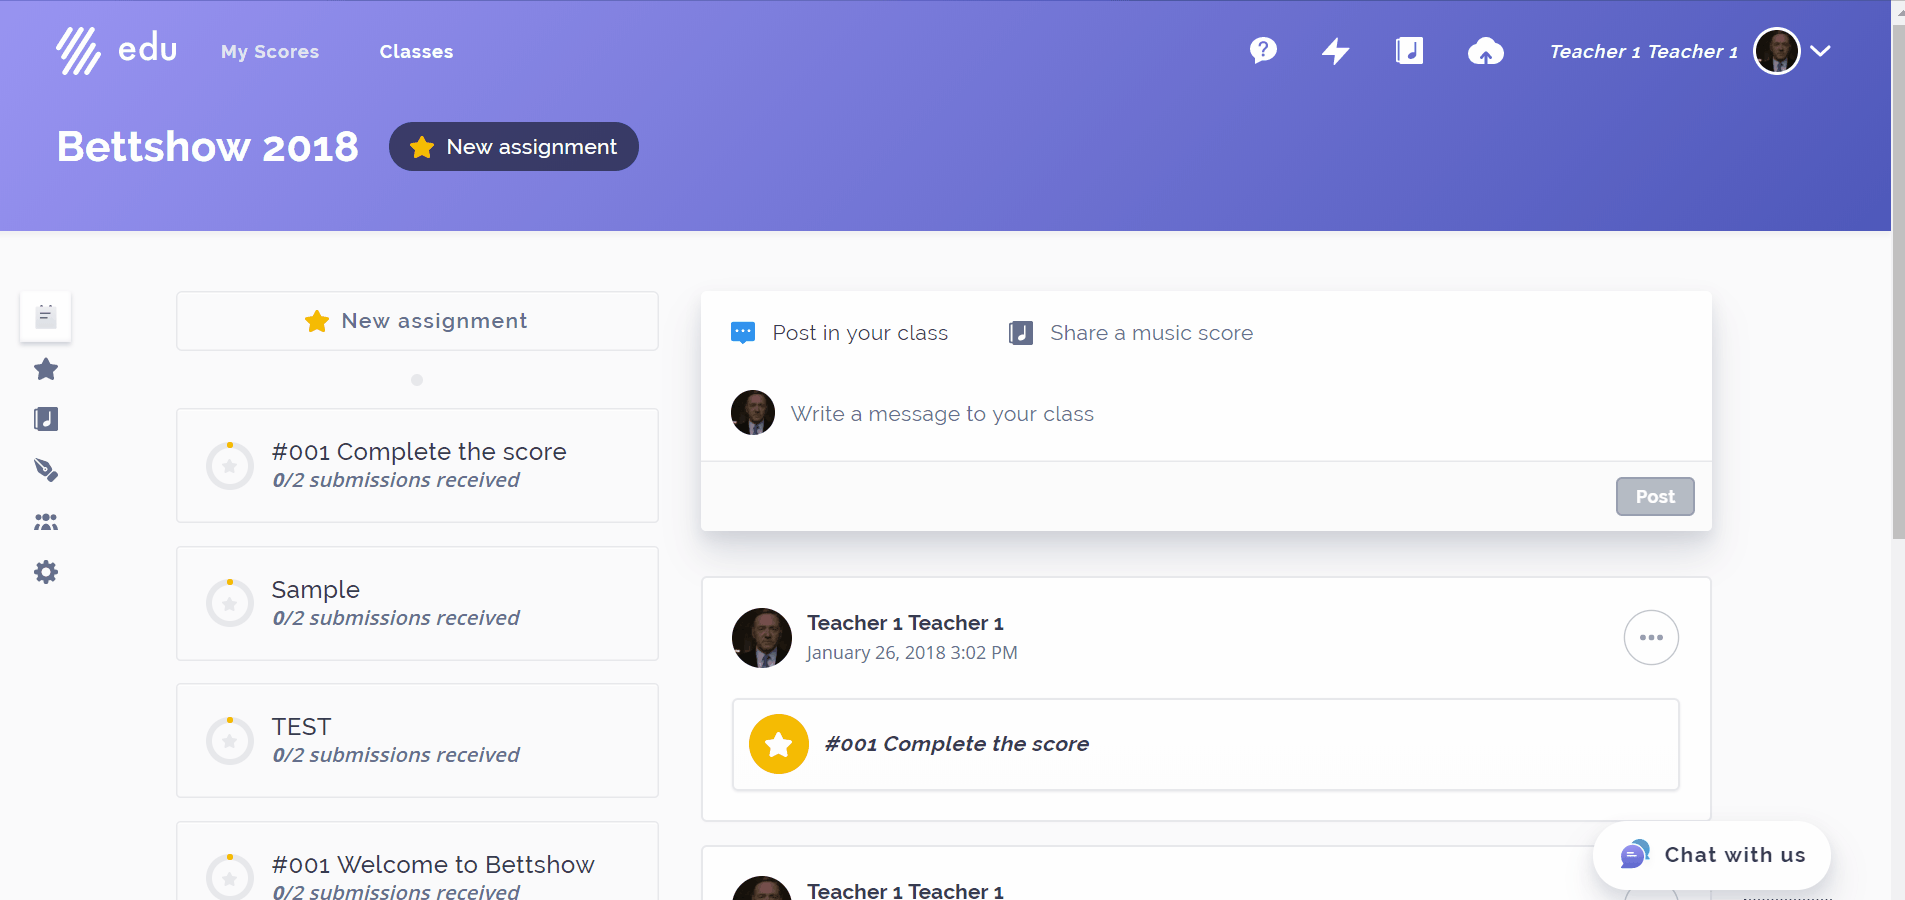 edu
My Scores
Classes
Teacher 1 Teacher 1
Bettshow 2018
New assignment
New assignment
#001 Complete the score
0/2 submissions received
Sample
0/2 submissions received
TEST
0/2 submissions received
#001 Welcome to Bettshow
0/2 submissions received
Post in your class
Share a music score
Write a message to your class
Post
Teacher 1 Teacher 1
January 26, 2018 3:02 PM
#001 Complete the score
Teacher 1 Teacher 1
Chat with us